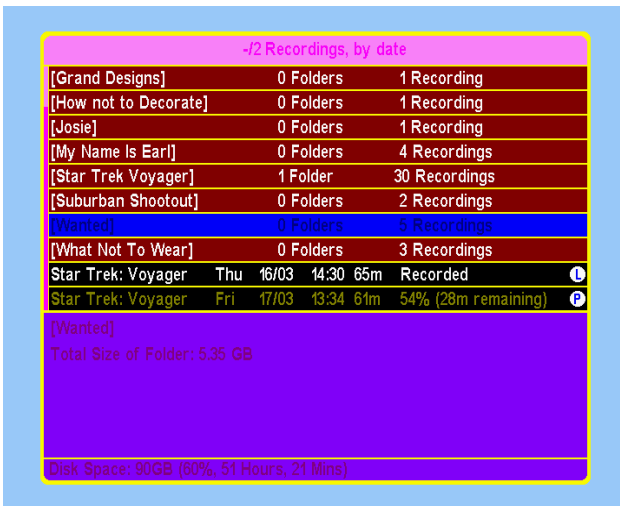 -/2 Recordings, by date
[Grand Designs] 0 Folders 1 Recording
[How not to Decorate] 0 Folders 1 Recording
[Josie] 0 Folders 1 Recording
[My Name Is Earl] 0 Folders 4 Recordings
[Star Trek Voyager] 1 Folder 30 Recordings
[Suburban Shootout] 0 Folders 2 Recordings
[Wanted] 0 Folders 5 Recordings
[What Not To Wear] 0 Folders 3 Recordings
Star Trek: Voyager Thu 16/03 14:30 65m Recorded L
Star Trek: Voyager Fri 17/03 13:34 61m 54% (28m remaining) P
[Wanted]
Total Size of Folder: 5.35 GB
Disk Space: 90GB (60%, 51 Hours, 21 Mins)